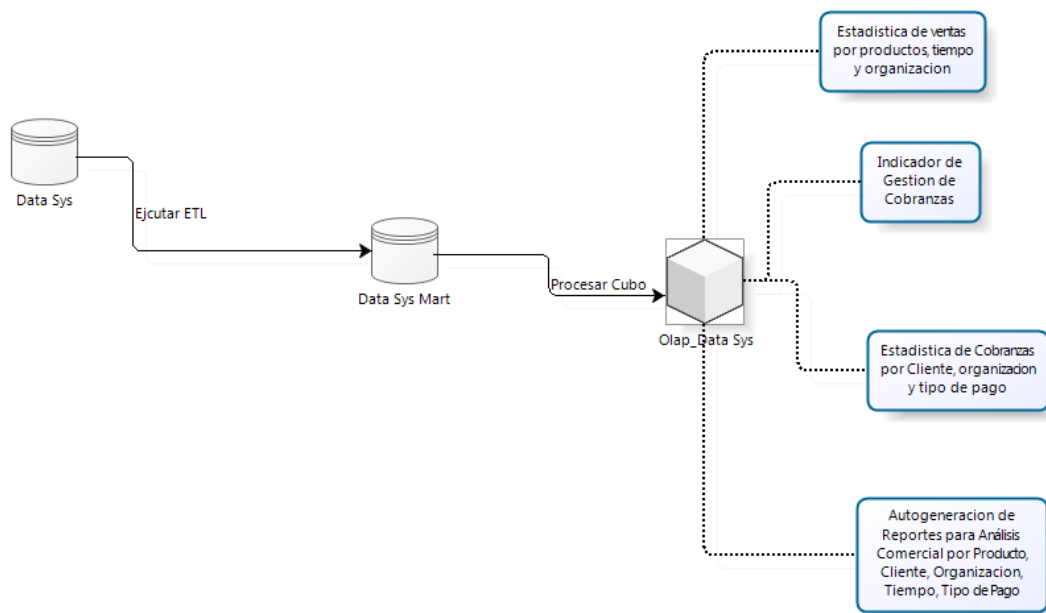 Estadistica de ventas
por productos, tiempo
y organizacion
Indicador de
Gestion de
Cobranzas
Data Sys
Ejcutar ETL
Data Sys Mart
Procesar Cubo
Olap_Data Sys
Estadistica de Cobranzas
por Cliente, organizacion
y tipo de pago
Autogeneracion de
Reportes para Análisis
Comercial por Producto,
Cliente, Organizacion,
Tiempo, Tipo de Pago